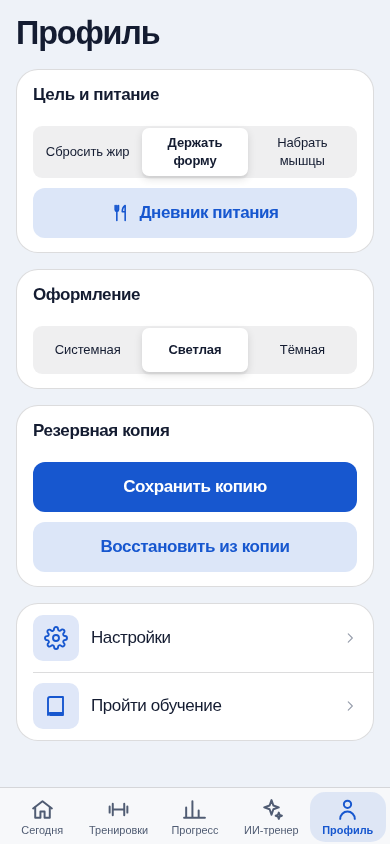 Профиль
Цель и питание
Сбросить жир
Держать
форму
Набрать
мышцы
Дневник питания
Оформление
Системная
Светлая
Тёмная
Резервная копия
Сохранить копию
Восстановить из копии
Настройки
Пройти обучение
Сегодня
Тренировки
Прогресс
ИИ-тренер
Профиль